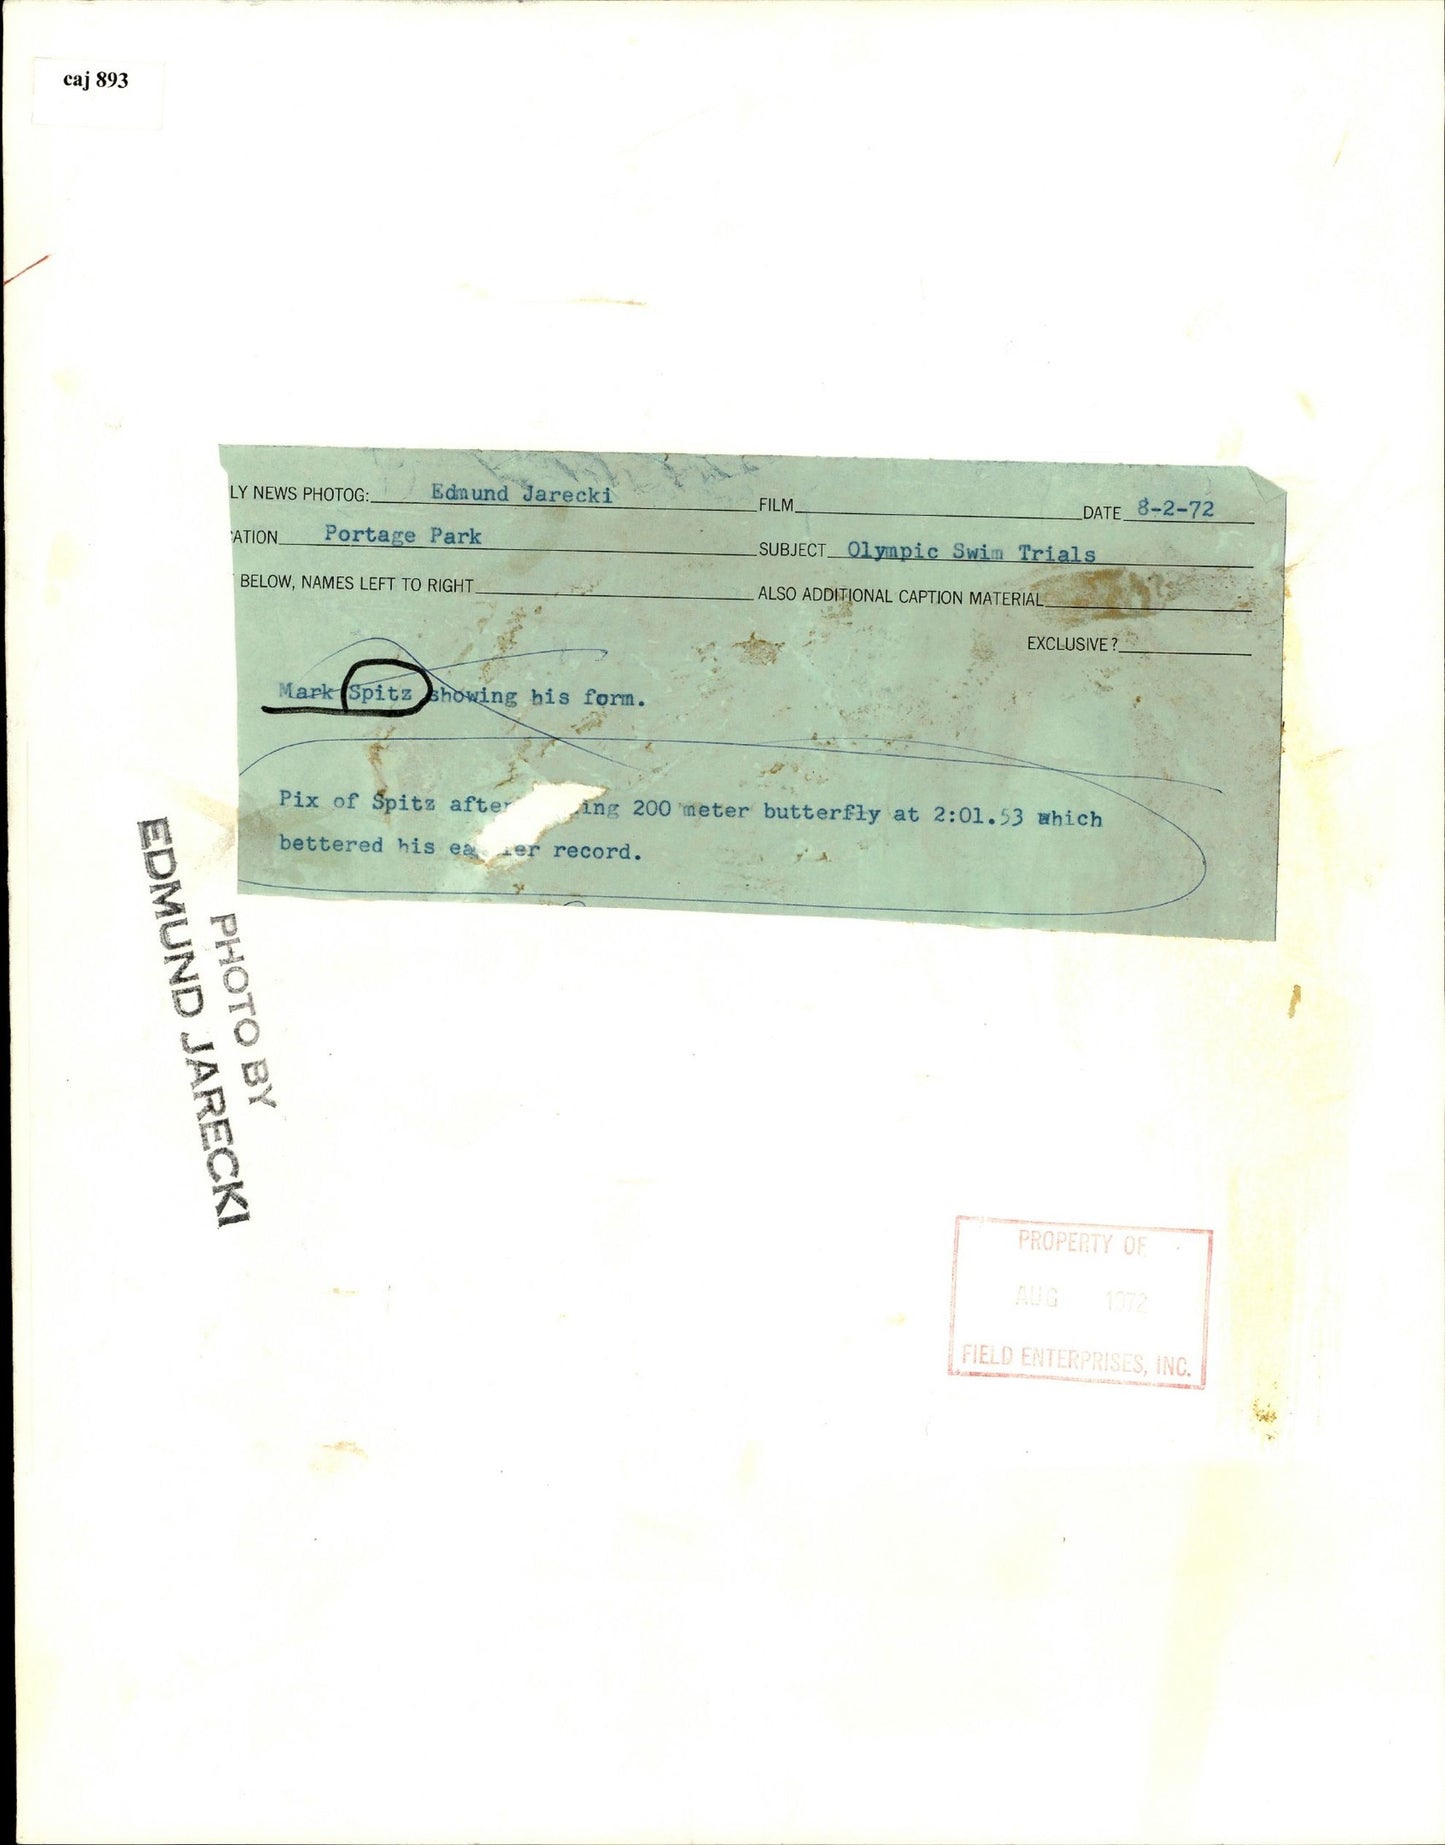 caj 893
LY NEWS PHOTOG: Edmund Jarecki FILM DATE 8-2-72
ATION Portage Park SUBJECT Olympic Swim Trials
BELOW, NAMES LEFT TO RIGHT ALSO ADDITIONAL CAPTION MATERIAL
EXCLUSIVE?
Mark Spitz showing his form.
Pix of Spitz after ing 200 meter butterfly at 2:01.53 which
bettered his ea ier record.
PHOTO BY
EDMUND JARECKI
PROPERTY OF
AUG 1972
FIELD ENTERPRISES, INC.